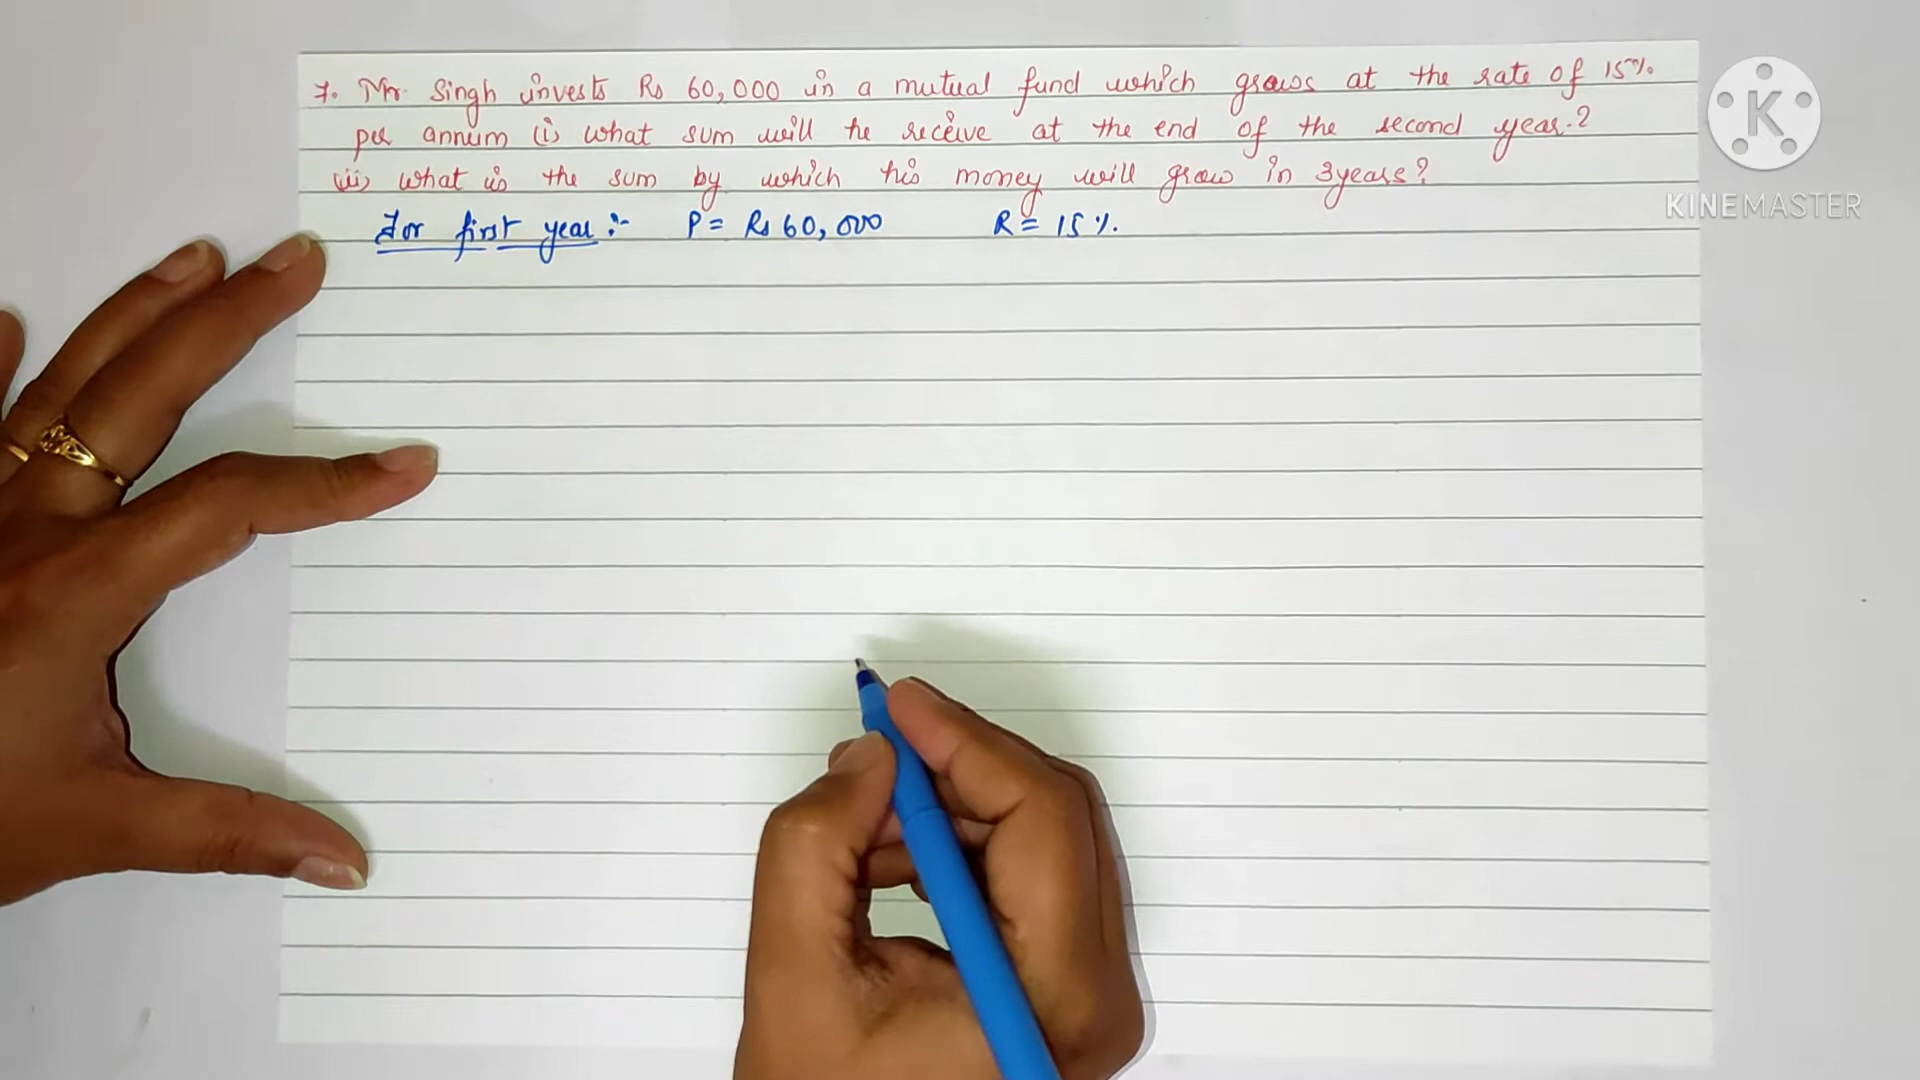 7. Mr. Singh invests Rs 60,000 in a mutual fund which grows at the rate of 15%
per annum (i) what sum will he receive at the end of the second year.?
(ii) what is the sum by which his money will grow in 3years?
For first year :- P = Rs 60,000 R = 15%.
K
KINEMASTER